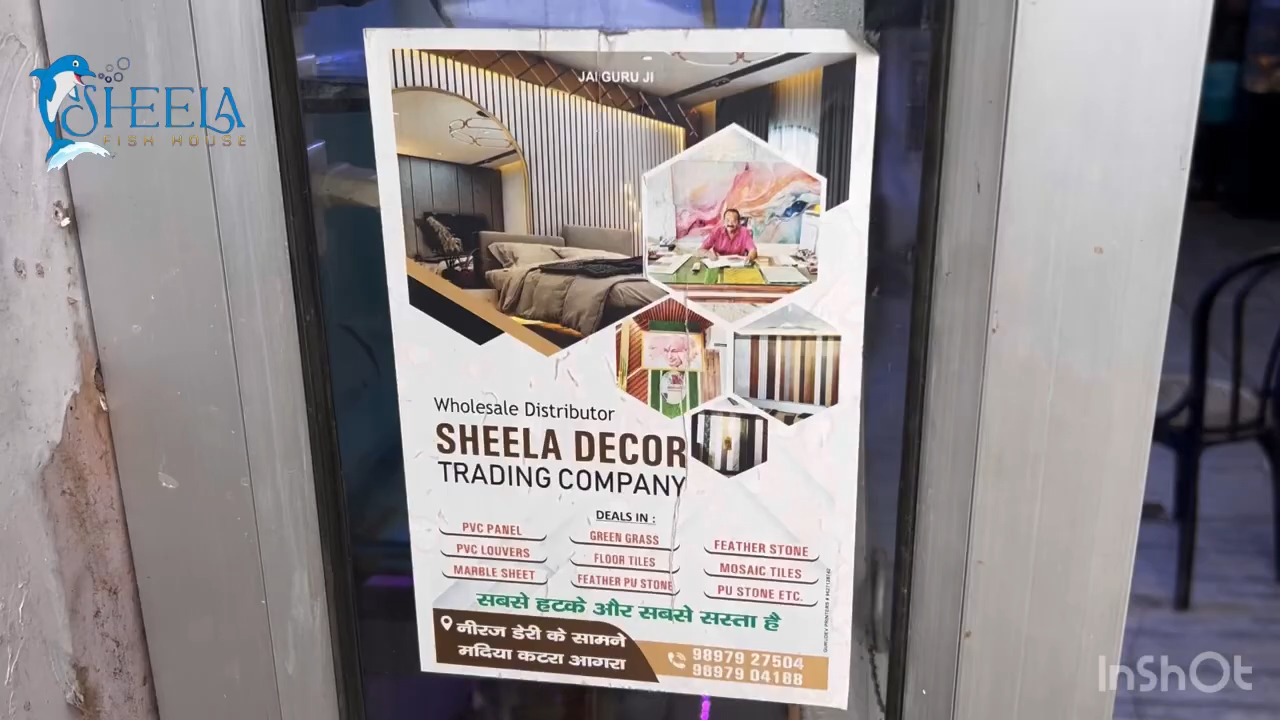 SHEELA
FISH HOUSE
JAI GURU JI
Wholesale Distributor
SHEELA DECOR
TRADING COMPANY
DEALS IN :
PVC PANEL
PVC LOUVERS
MARBLE SHEET
GREEN GRASS
FLOOR TILES
FEATHER PU STONE
FEATHER STONE
MOSAIC TILES
PU STONE ETC.
सबसे हटके और सबसे सस्ता है
नीरज डेरी के सामने
मदिया कटरा आगरा
98979 27504
98979 04188
InShOt